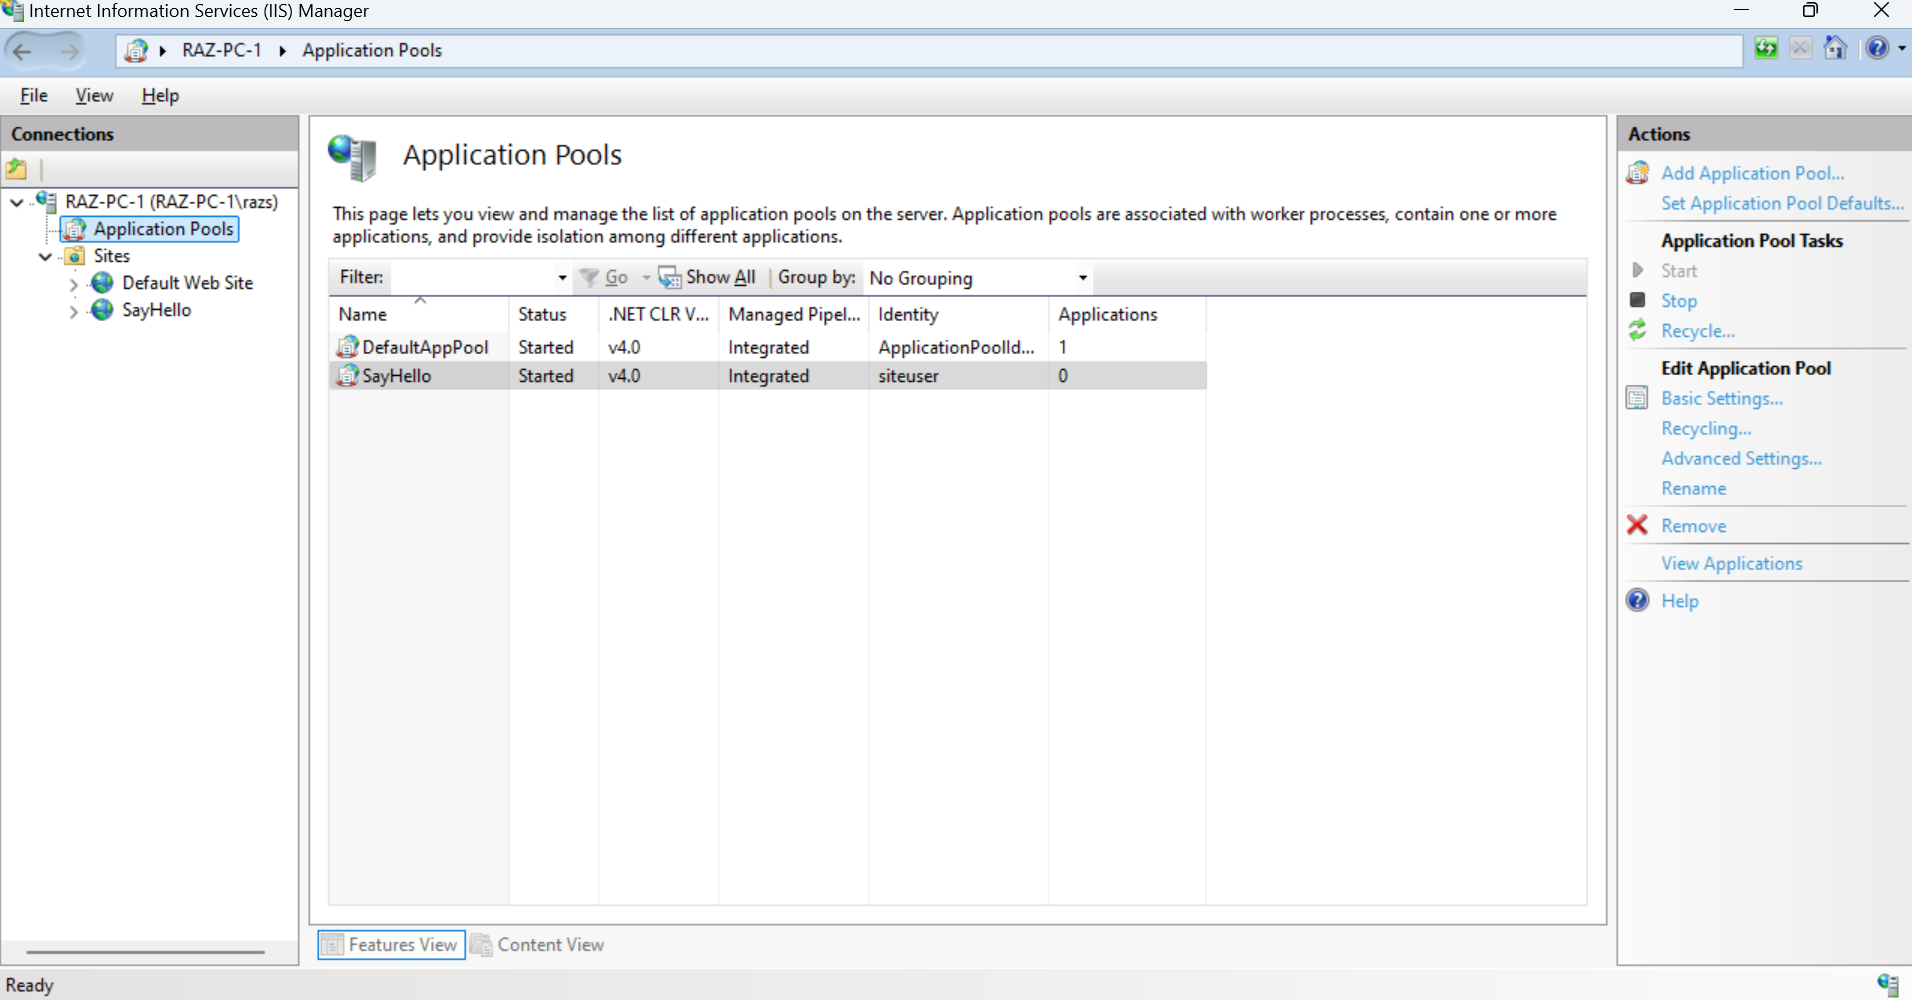 Internet Information Services (IIS) Manager
RAZ-PC-1 Application Pools
File View Help
Connections
RAZ-PC-1 (RAZ-PC-1\razs)
Application Pools
Sites
Default Web Site
SayHello
Application Pools
This page lets you view and manage the list of application pools on the server. Application pools are associated with worker processes, contain one or more
applications, and provide isolation among different applications.
Filter: Go Show All Group by: No Grouping
Name Status .NET CLR V... Managed Pipel... Identity Applications
DefaultAppPool Started v4.0 Integrated ApplicationPoolId... 1
SayHello Started v4.0 Integrated siteuser 0
Features View Content View
Actions
Add Application Pool...
Set Application Pool Defaults...
Application Pool Tasks
Start
Stop
Recycle...
Edit Application Pool
Basic Settings...
Recycling...
Advanced Settings...
Rename
Remove
View Applications
Help
Ready